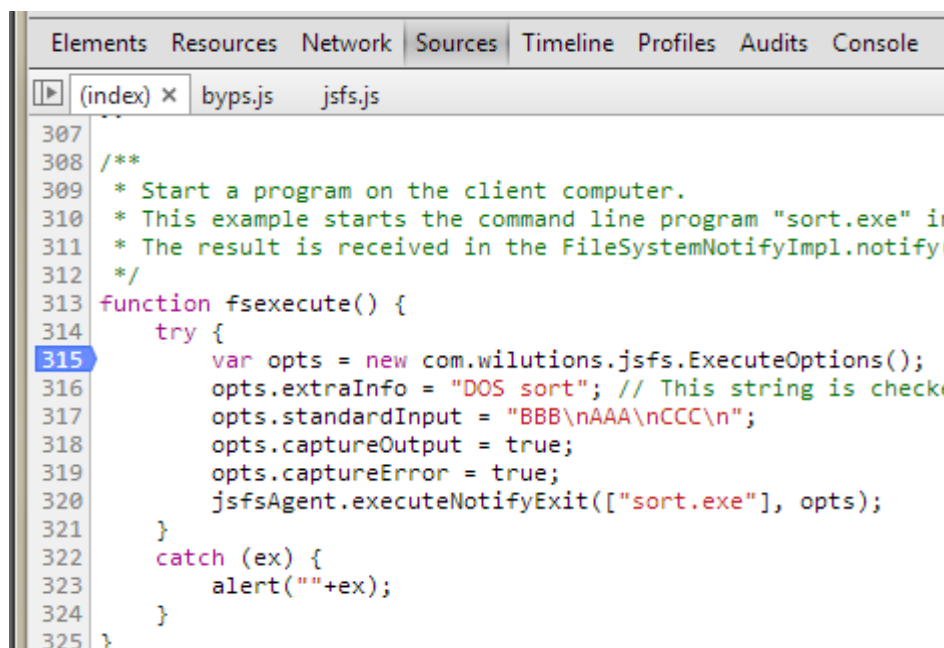 Elements Resources Network Sources Timeline Profiles Audits Console
(index) × byps.js jsfs.js
307
308 /**
309 * Start a program on the client computer.
310 * This example starts the command line program "sort.exe" i
311 * The result is received in the FileSystemNotifyImpl.notify
312 */
313 function fsexecute() {
314 try {
315 var opts = new com.wilutions.jsfs.ExecuteOptions();
316 opts.extraInfo = "DOS sort"; // This string is checke
317 opts.standardInput = "BBB\nAAA\nCCC\n";
318 opts.captureOutput = true;
319 opts.captureError = true;
320 jsfsAgent.executeNotifyExit(["sort.exe"], opts);
321 }
322 catch (ex) {
323 alert(""+ex);
324 }
325 }